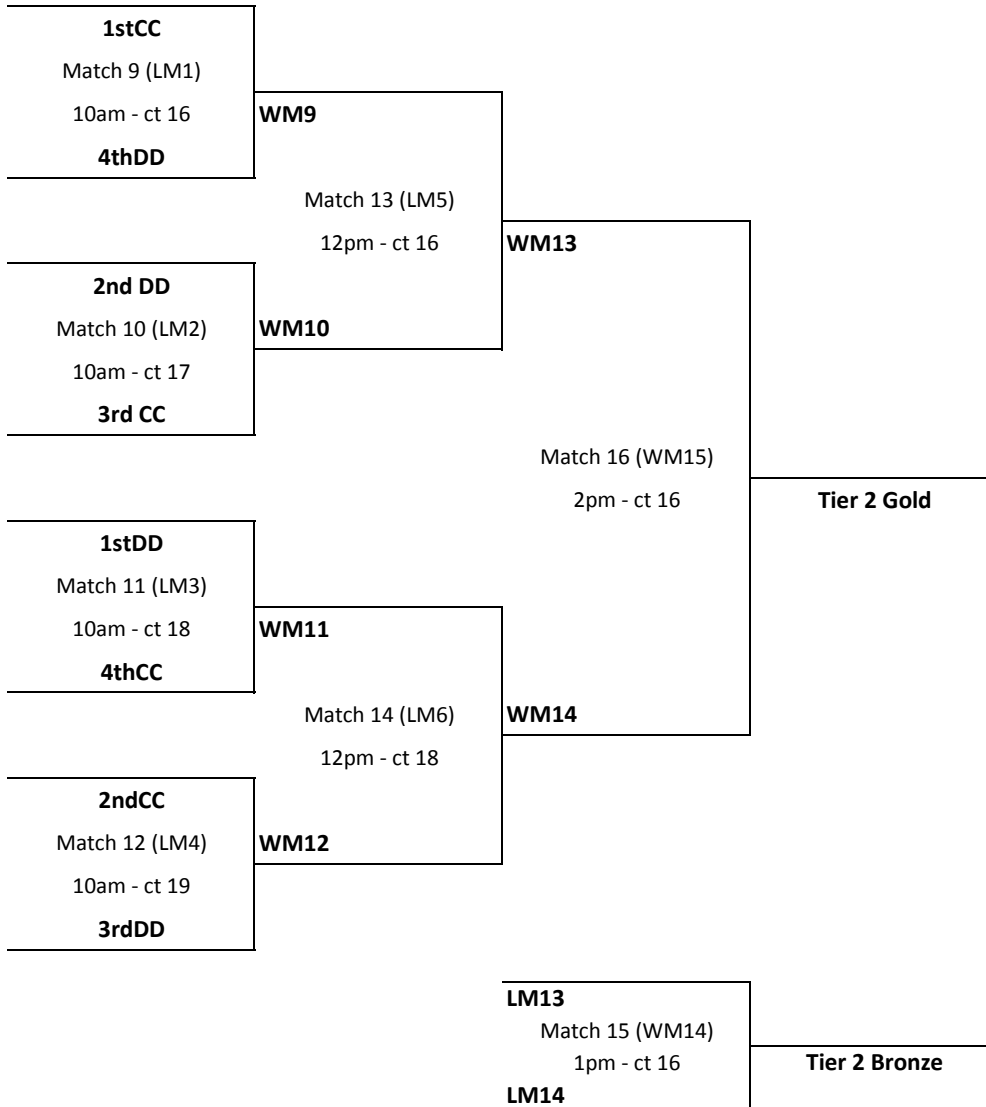 1stCC
Match 9 (LM1)
10am - ct 16
WM9
4thDD
Match 13 (LM5)
12pm - ct 16
WM13
2nd DD
Match 10 (LM2)
WM10
10am - ct 17
3rd CC
Match 16 (WM15)
2pm - ct 16
Tier 2 Gold
1stDD
Match 11 (LM3)
10am - ct 18
WM11
4thCC
Match 14 (LM6)
WM14
12pm - ct 18
2ndCC
Match 12 (LM4)
WM12
10am - ct 19
3rdDD
LM13
Match 15 (WM14)
1pm - ct 16
Tier 2 Bronze
LM14